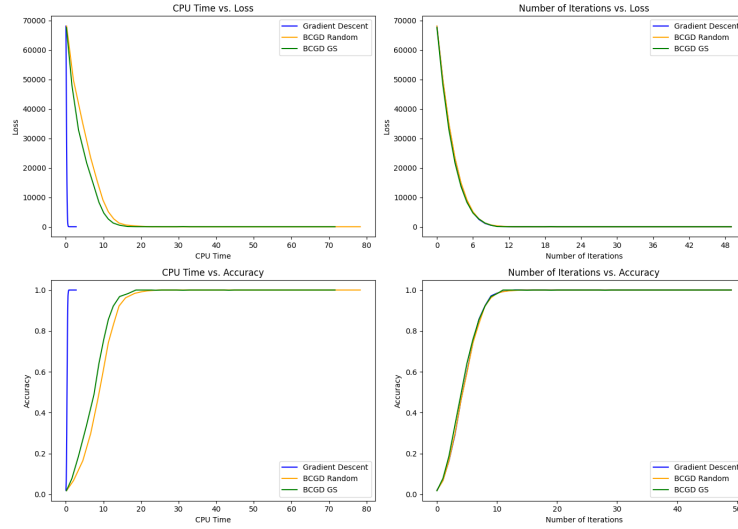 CPU Time vs. Loss
70000
60000
50000
40000
30000
20000
10000
0
Loss
0 10 20 30 40 50 60 70 80
CPU Time
Gradient Descent
BCGD Random
BCGD GS
Number of Iterations vs. Loss
70000
60000
50000
40000
30000
20000
10000
0
Loss
0 6 12 18 24 30 36 42 48
Number of Iterations
Gradient Descent
BCGD Random
BCGD GS
CPU Time vs. Accuracy
1.0
0.8
0.6
0.4
0.2
0.0
Accuracy
0 10 20 30 40 50 60 70 80
CPU Time
Gradient Descent
BCGD Random
BCGD GS
Number of Iterations vs. Accuracy
1.0
0.8
0.6
0.4
0.2
0.0
Accuracy
0 10 20 30 40 50
Number of Iterations
Gradient Descent
BCGD Random
BCGD GS